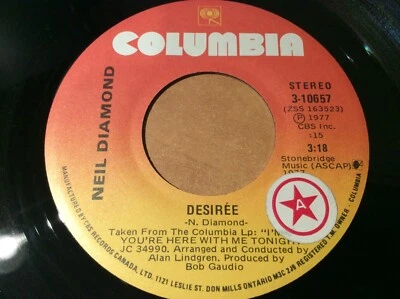 COLUMBIA
NEIL DIAMOND
STEREO
3-10657
(ZSS 163523)
Ⓟ 1977
CBS Inc.
:15
3:18
Stonebridge
Music (ASCAP)
1977
A
DESIRÉE
-N. Diamond-
Taken From The Columbia Lp: "I'M
YOU'RE HERE WITH ME TONIGHT"
JC 34990. Arranged and Conducted by
Alan Lindgren. Produced by
Bob Gaudio
MANUFACTURED BY CBS RECORDS CANADA, LTD. 1121 LESLIE ST. DON MILLS ONTARIO M3C 2J9 REGISTERED T.M. OWNER COLUMBIA